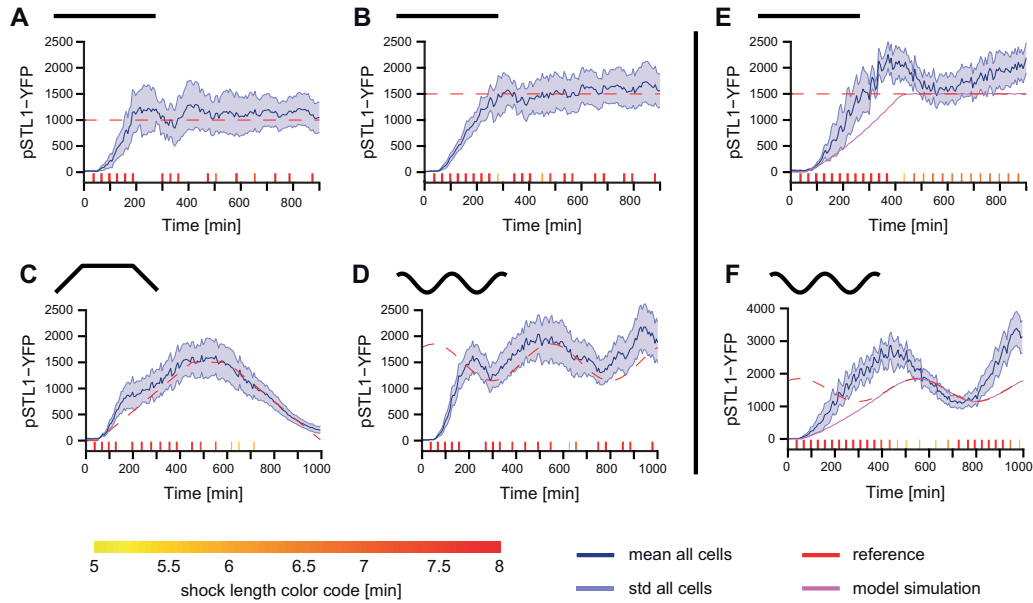 A
B
E
pSTL1−YFP
2500
2000
1500
1000
500
0
0 200 400 600 800
Time [min]
pSTL1−YFP
2500
2000
1500
1000
500
0
0 200 400 600 800
Time [min]
pSTL1−YFP
2500
2000
1500
1000
500
0
0 200 400 600 800
Time [min]
C
D
F
pSTL1−YFP
2500
2000
1500
1000
500
0
0 200 400 600 800 1000
Time [min]
pSTL1−YFP
2500
2000
1500
1000
500
0
0 200 400 600 800 1000
Time [min]
pSTL1−YFP
4000
3000
2000
1000
0
0 200 400 600 800 1000
Time [min]
5 5.5 6 6.5 7 7.5 8
shock length color code [min]
mean all cells
std all cells
reference
model simulation